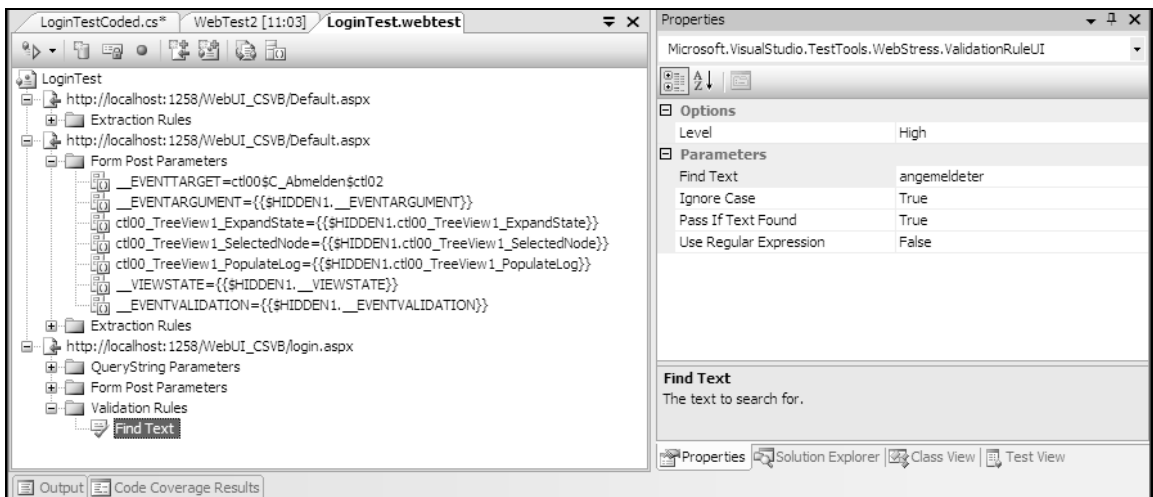 LoginTestCoded.cs* WebTest2 [11:03] LoginTest.webtest
LoginTest
http://localhost:1258/WebUI_CSVB/Default.aspx
Extraction Rules
http://localhost:1258/WebUI_CSVB/Default.aspx
Form Post Parameters
__EVENTTARGET=ctl00$C_Abmelden$ctl02
__EVENTARGUMENT={{$HIDDEN1.__EVENTARGUMENT}}
ctl00_TreeView1_ExpandState={{$HIDDEN1.ctl00_TreeView1_ExpandState}}
ctl00_TreeView1_SelectedNode={{$HIDDEN1.ctl00_TreeView1_SelectedNode}}
ctl00_TreeView1_PopulateLog={{$HIDDEN1.ctl00_TreeView1_PopulateLog}}
__VIEWSTATE={{$HIDDEN1.__VIEWSTATE}}
__EVENTVALIDATION={{$HIDDEN1.__EVENTVALIDATION}}
Extraction Rules
http://localhost:1258/WebUI_CSVB/login.aspx
QueryString Parameters
Form Post Parameters
Validation Rules
Find Text
Output Code Coverage Results
Properties
Microsoft.VisualStudio.TestTools.WebStress.ValidationRuleUI
Options
Level High
Parameters
Find Text angemeldeter
Ignore Case True
Pass If Text Found True
Use Regular Expression False
Find Text
The text to search for.
Properties Solution Explorer Class View Test View